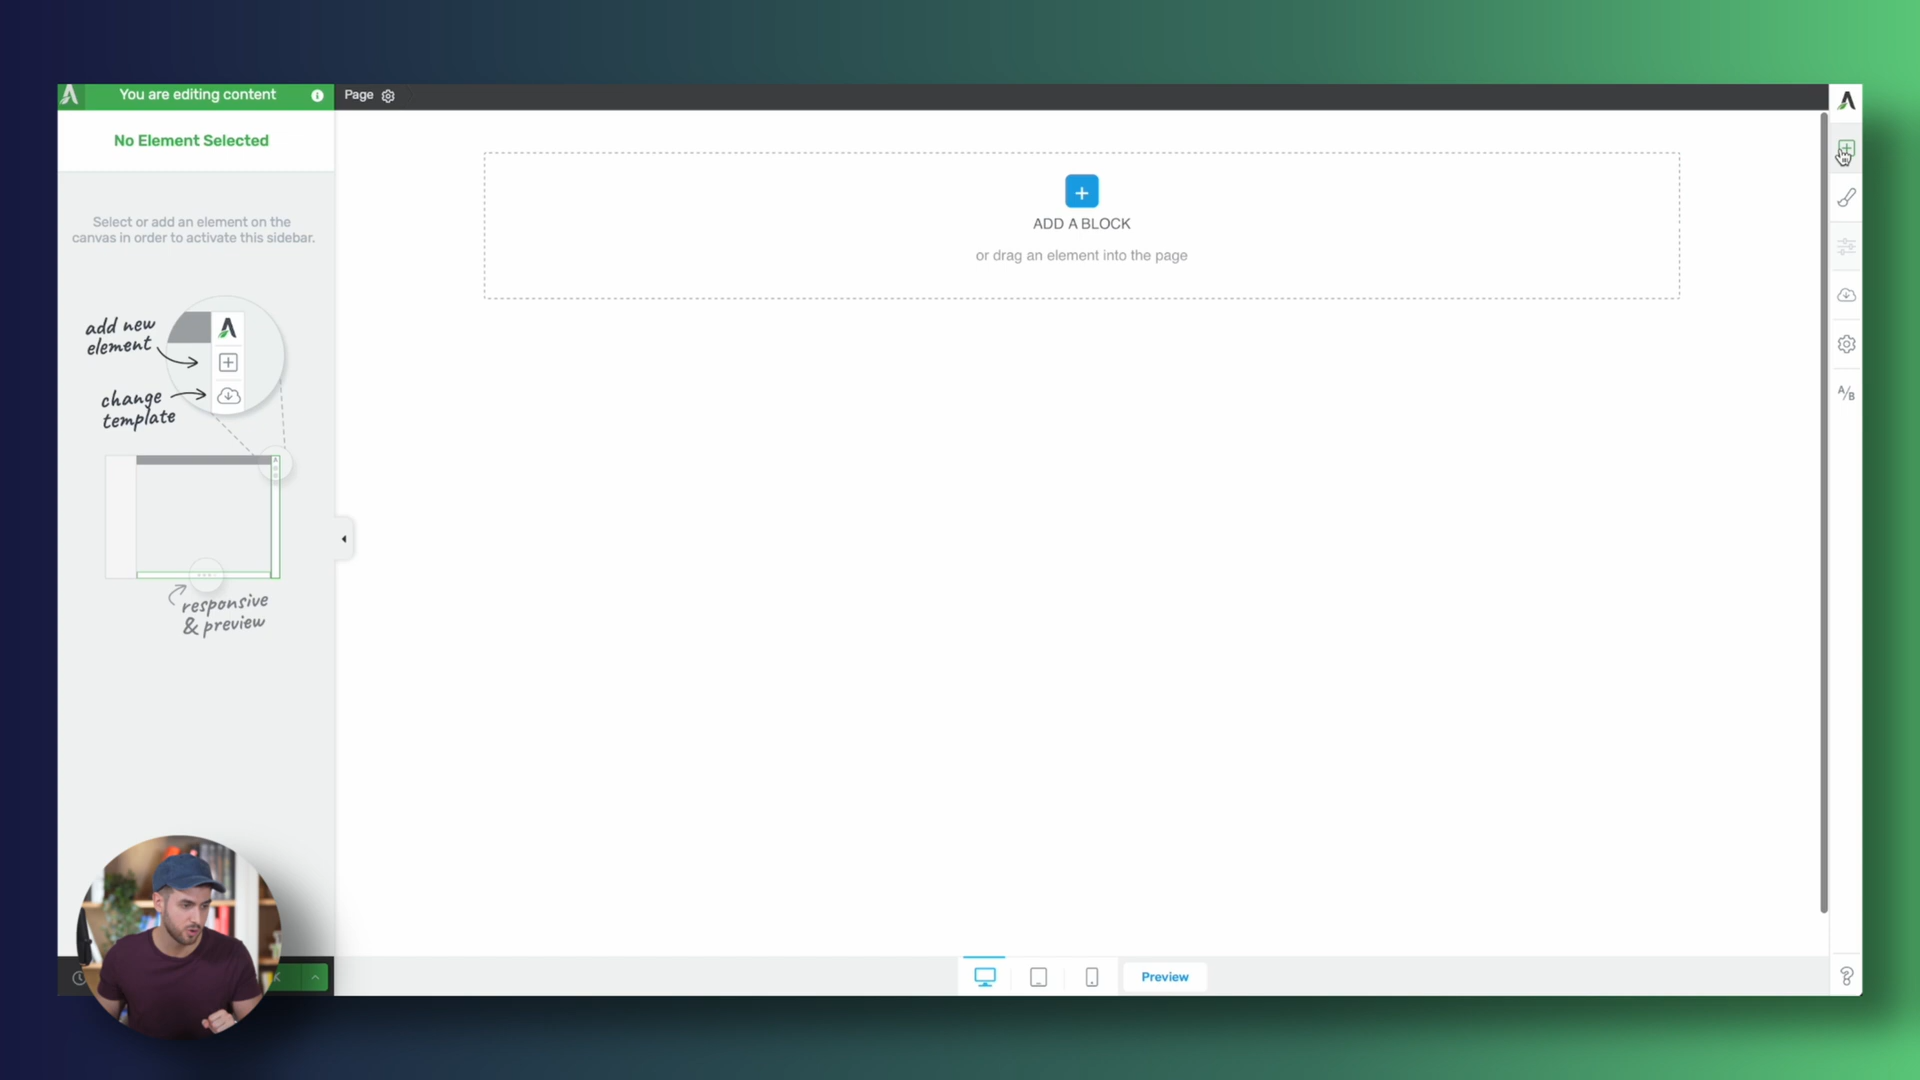 You are editing content
Page
No Element Selected
Select or add an element on the
canvas in order to activate this sidebar.
add new
element
change
template
responsive
& preview
+
ADD A BLOCK
or drag an element into the page
A/B
Preview